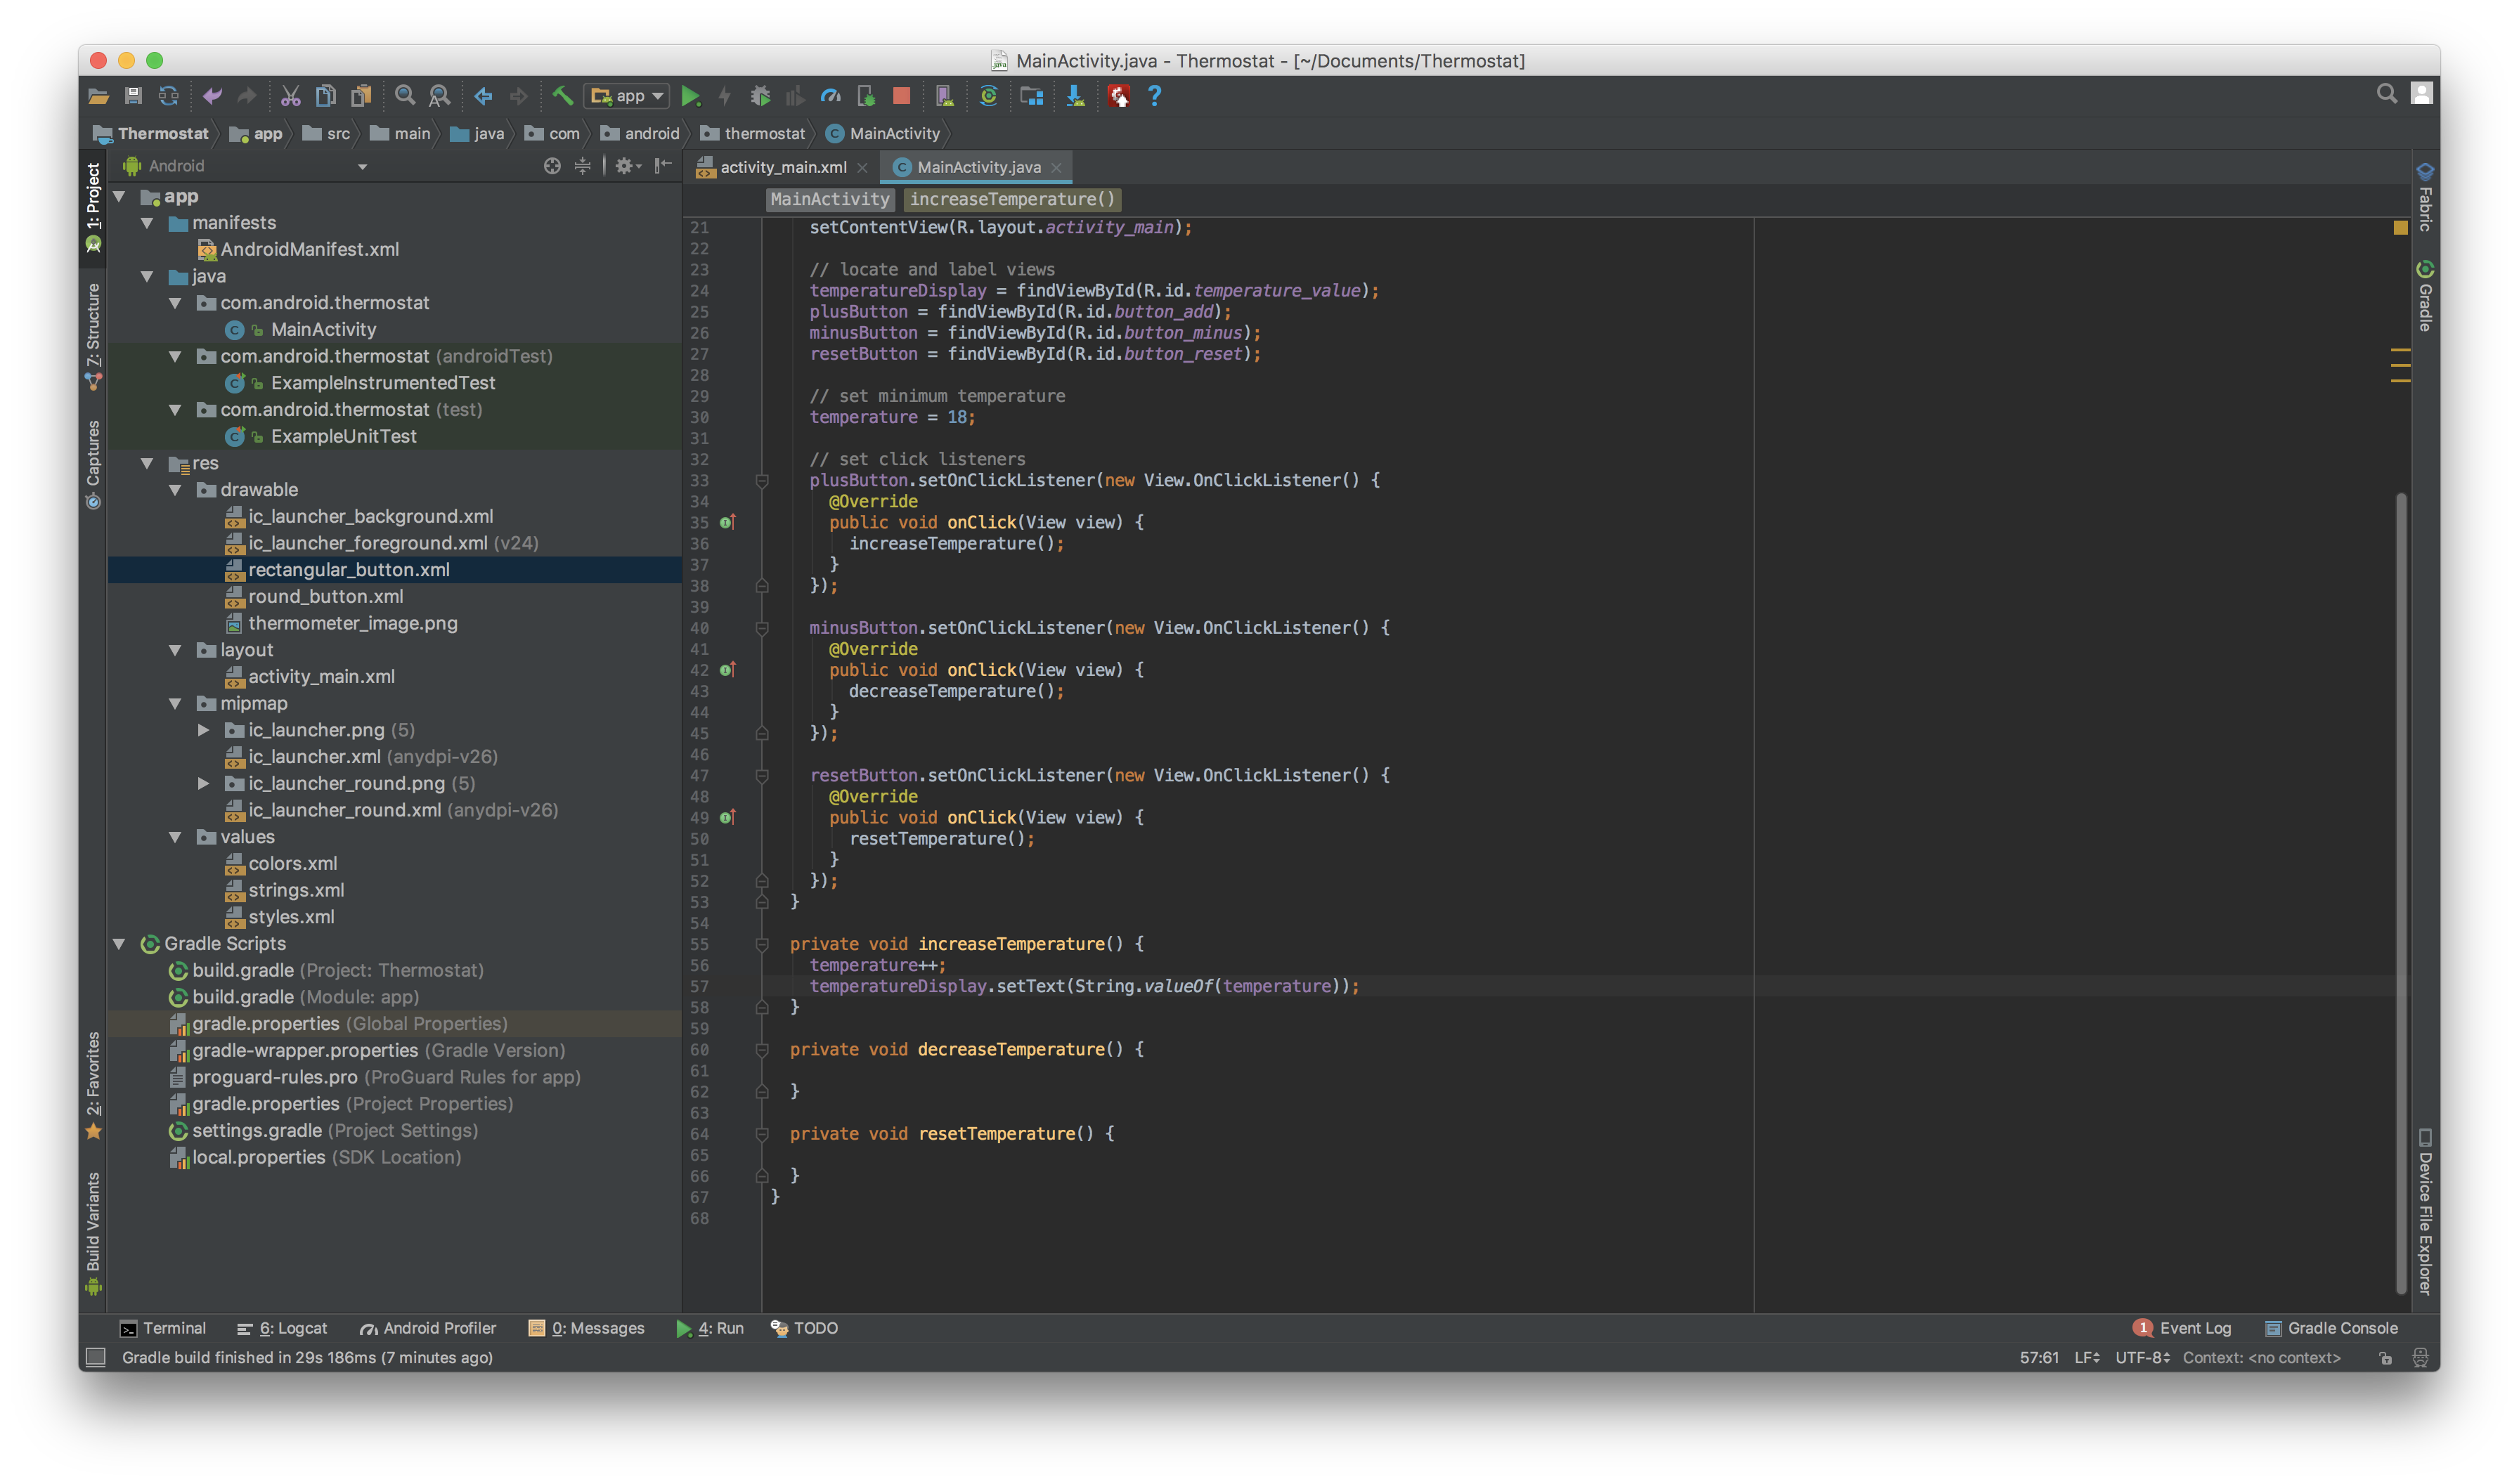 MainActivity.java - Thermostat - [~/Documents/Thermostat]
app
Thermostat app src main java com android thermostat MainActivity
1: Project
7: Structure
Captures
2: Favorites
Build Variants
Android
app
manifests
AndroidManifest.xml
java
com.android.thermostat
MainActivity
com.android.thermostat (androidTest)
ExampleInstrumentedTest
com.android.thermostat (test)
ExampleUnitTest
res
drawable
ic_launcher_background.xml
ic_launcher_foreground.xml (v24)
rectangular_button.xml
round_button.xml
thermometer_image.png
layout
activity_main.xml
mipmap
ic_launcher.png (5)
ic_launcher.xml (anydpi-v26)
ic_launcher_round.png (5)
ic_launcher_round.xml (anydpi-v26)
values
colors.xml
strings.xml
styles.xml
Gradle Scripts
build.gradle (Project: Thermostat)
build.gradle (Module: app)
gradle.properties (Global Properties)
gradle-wrapper.properties (Gradle Version)
proguard-rules.pro (ProGuard Rules for app)
gradle.properties (Project Properties)
settings.gradle (Project Settings)
local.properties (SDK Location)
activity_main.xml MainActivity.java
MainActivity increaseTemperature()
21 setContentView(R.layout.activity_main);
22
23 // locate and label views
24 temperatureDisplay = findViewById(R.id.temperature_value);
25 plusButton = findViewById(R.id.button_add);
26 minusButton = findViewById(R.id.button_minus);
27 resetButton = findViewById(R.id.button_reset);
28
29 // set minimum temperature
30 temperature = 18;
31
32 // set click listeners
33 plusButton.setOnClickListener(new View.OnClickListener() {
34 @Override
35 public void onClick(View view) {
36 increaseTemperature();
37 }
38 });
39
40 minusButton.setOnClickListener(new View.OnClickListener() {
41 @Override
42 public void onClick(View view) {
43 decreaseTemperature();
44 }
45 });
46
47 resetButton.setOnClickListener(new View.OnClickListener() {
48 @Override
49 public void onClick(View view) {
50 resetTemperature();
51 }
52 });
53 }
54
55 private void increaseTemperature() {
56 temperature++;
57 temperatureDisplay.setText(String.valueOf(temperature));
58 }
59
60 private void decreaseTemperature() {
61
62 }
63
64 private void resetTemperature() {
65
66 }
67 }
68
Fabric
Gradle
Device File Explorer
Terminal 6: Logcat Android Profiler 0: Messages 4: Run TODO 1 Event Log Gradle Console
Gradle build finished in 29s 186ms (7 minutes ago) 57:61 LF UTF-8 Context: <no context>